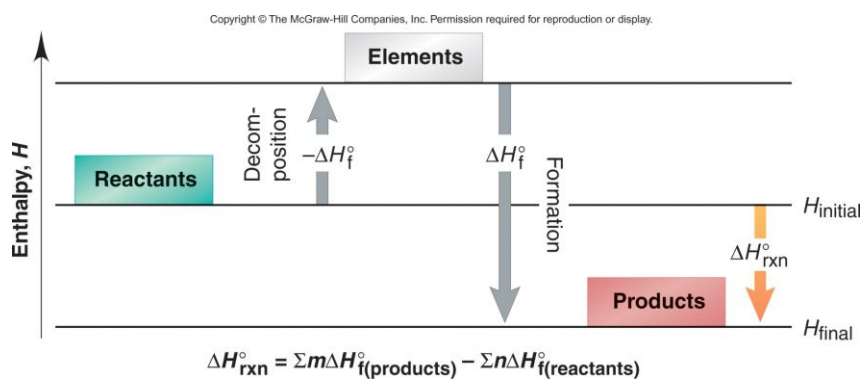 Copyright © The McGraw-Hill Companies, Inc. Permission required for reproduction or display.
Enthalpy, H
Elements
Reactants
Decom-
position
−ΔH°f
ΔH°f
Formation
Hinitial
ΔH°rxn
Products
Hfinal
ΔH°rxn = ΣmΔH°f(products) − ΣnΔH°f(reactants)